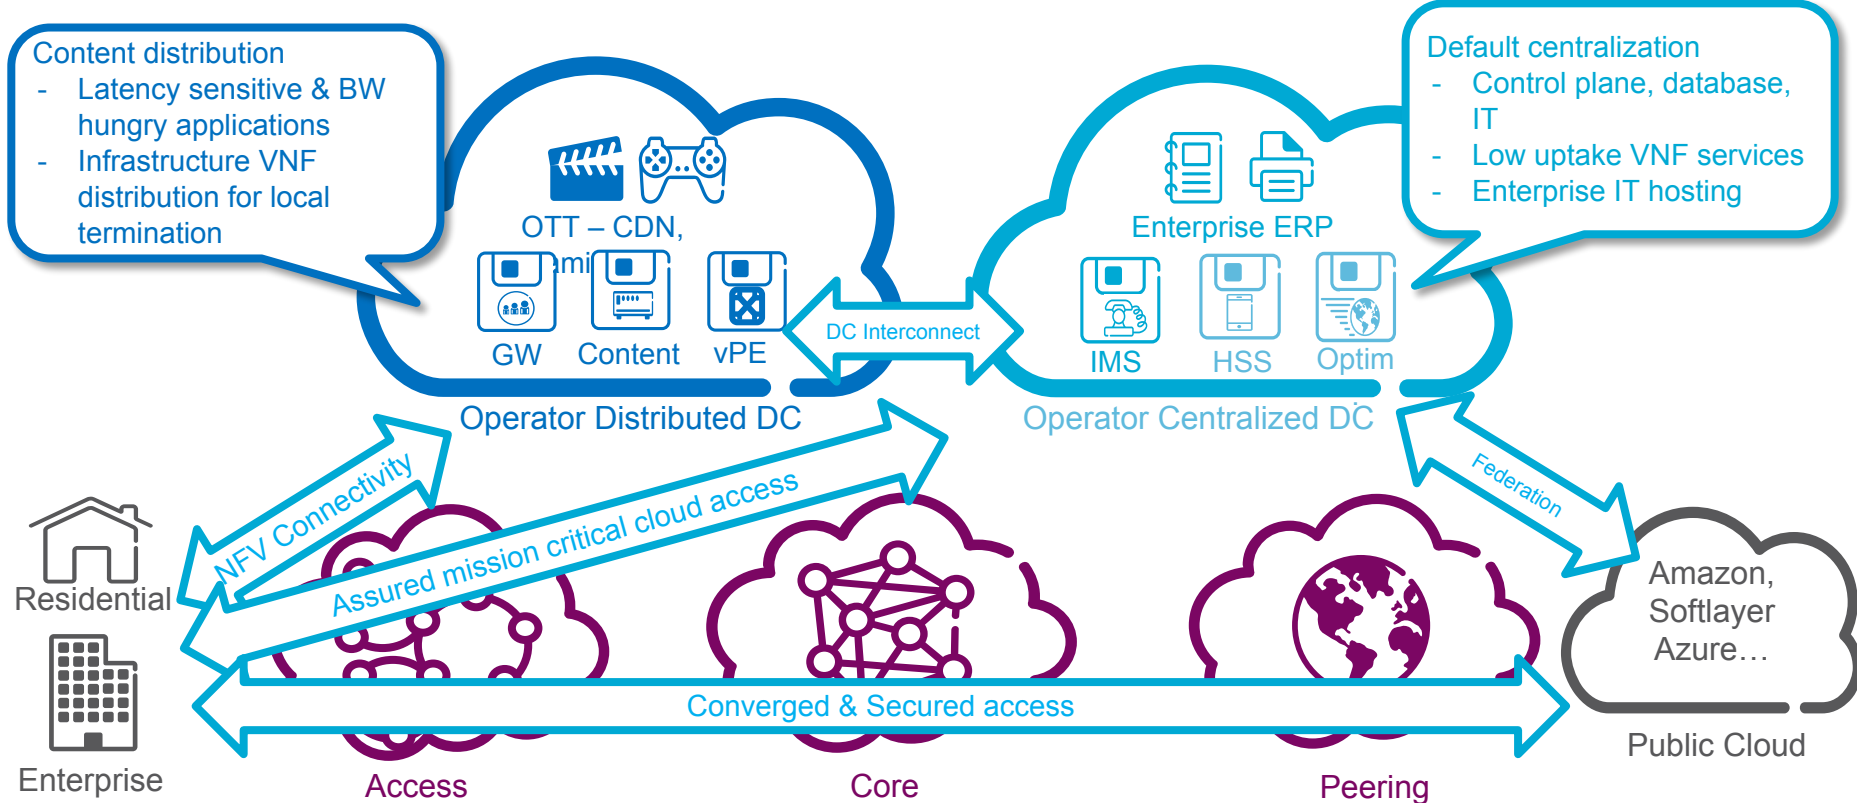 Content distribution
- Latency sensitive & BW
hungry applications
- Infrastructure VNF
distribution for local
termination
Default centralization
- Control plane, database,
IT
- Low uptake VNF services
- Enterprise IT hosting
OTT – CDN,
Enterprise ERP
GW Content vPE
DC Interconnect
IMS HSS Optim
Operator Distributed DC
Operator Centralized DC
NFV Connectivity
Assured mission critical cloud access
Federation
Residential
Amazon,
Softlayer
Azure…
Converged & Secured access
Public Cloud
Enterprise
Access
Core
Peering